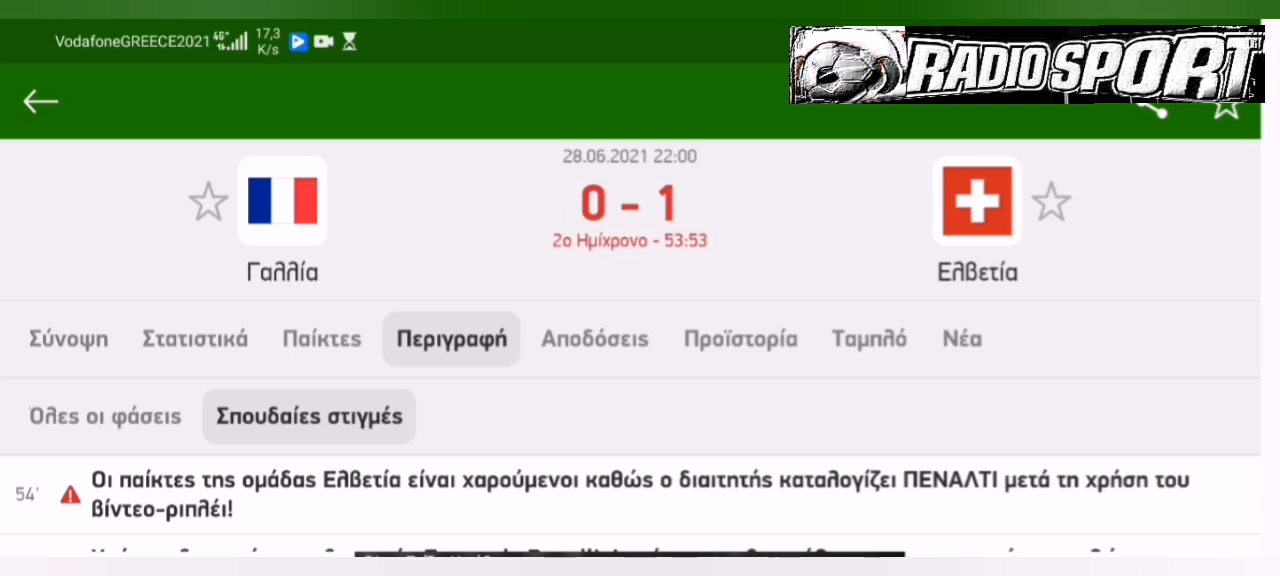 VodafoneGREECE2021 4G+ 17,3 K/s
RADIO SPORT
28.06.2021 22:00
0 - 1
2ο Ημίχρονο - 53:53
Γαλλία
Ελβετία
Σύνοψη Στατιστικά Παίκτες Περιγραφή Αποδόσεις Προϊστορία Ταμπλό Νέα
Όλες οι φάσεις Σπουδαίες στιγμές
54' Οι παίκτες της ομάδας Ελβετία είναι χαρούμενοι καθώς ο διαιτητής καταλογίζει ΠΕΝΑΛΤΙ μετά τη χρήση του
βίντεο-ριπλέι!